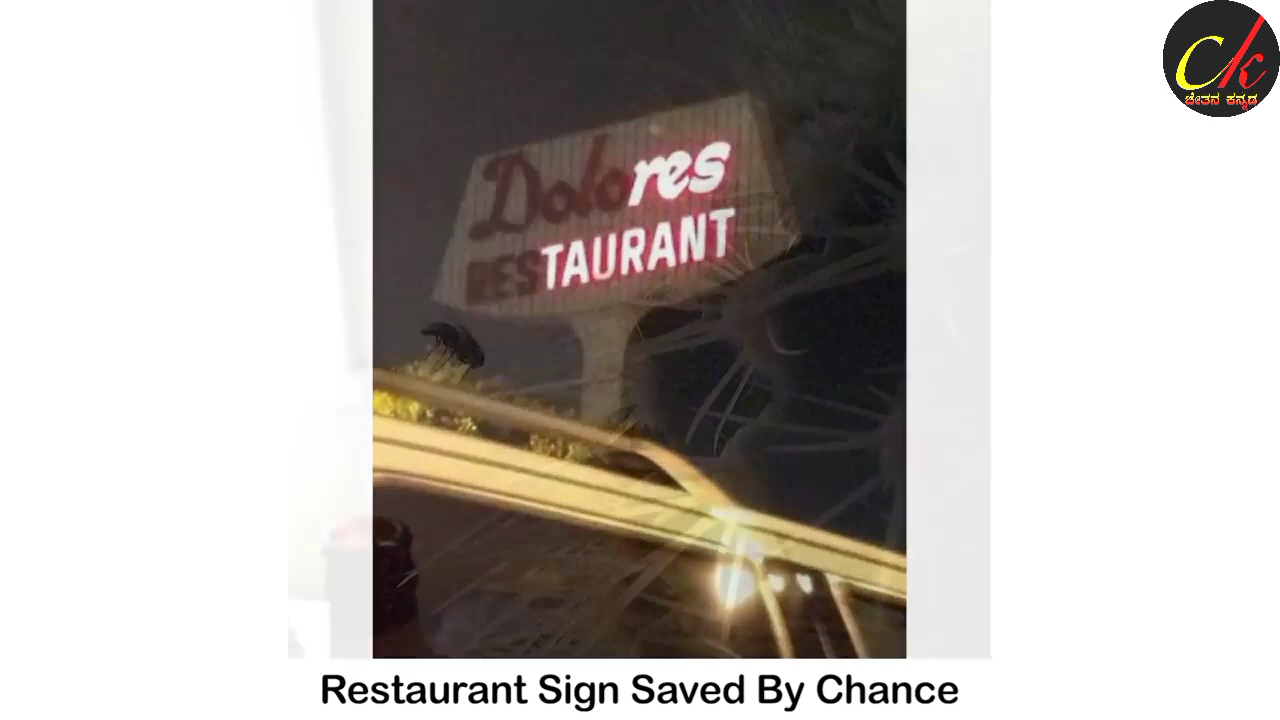 Ck
ಚೇತನ ಕನ್ನಡ
Dolores
RESTAURANT
Restaurant Sign Saved By Chance